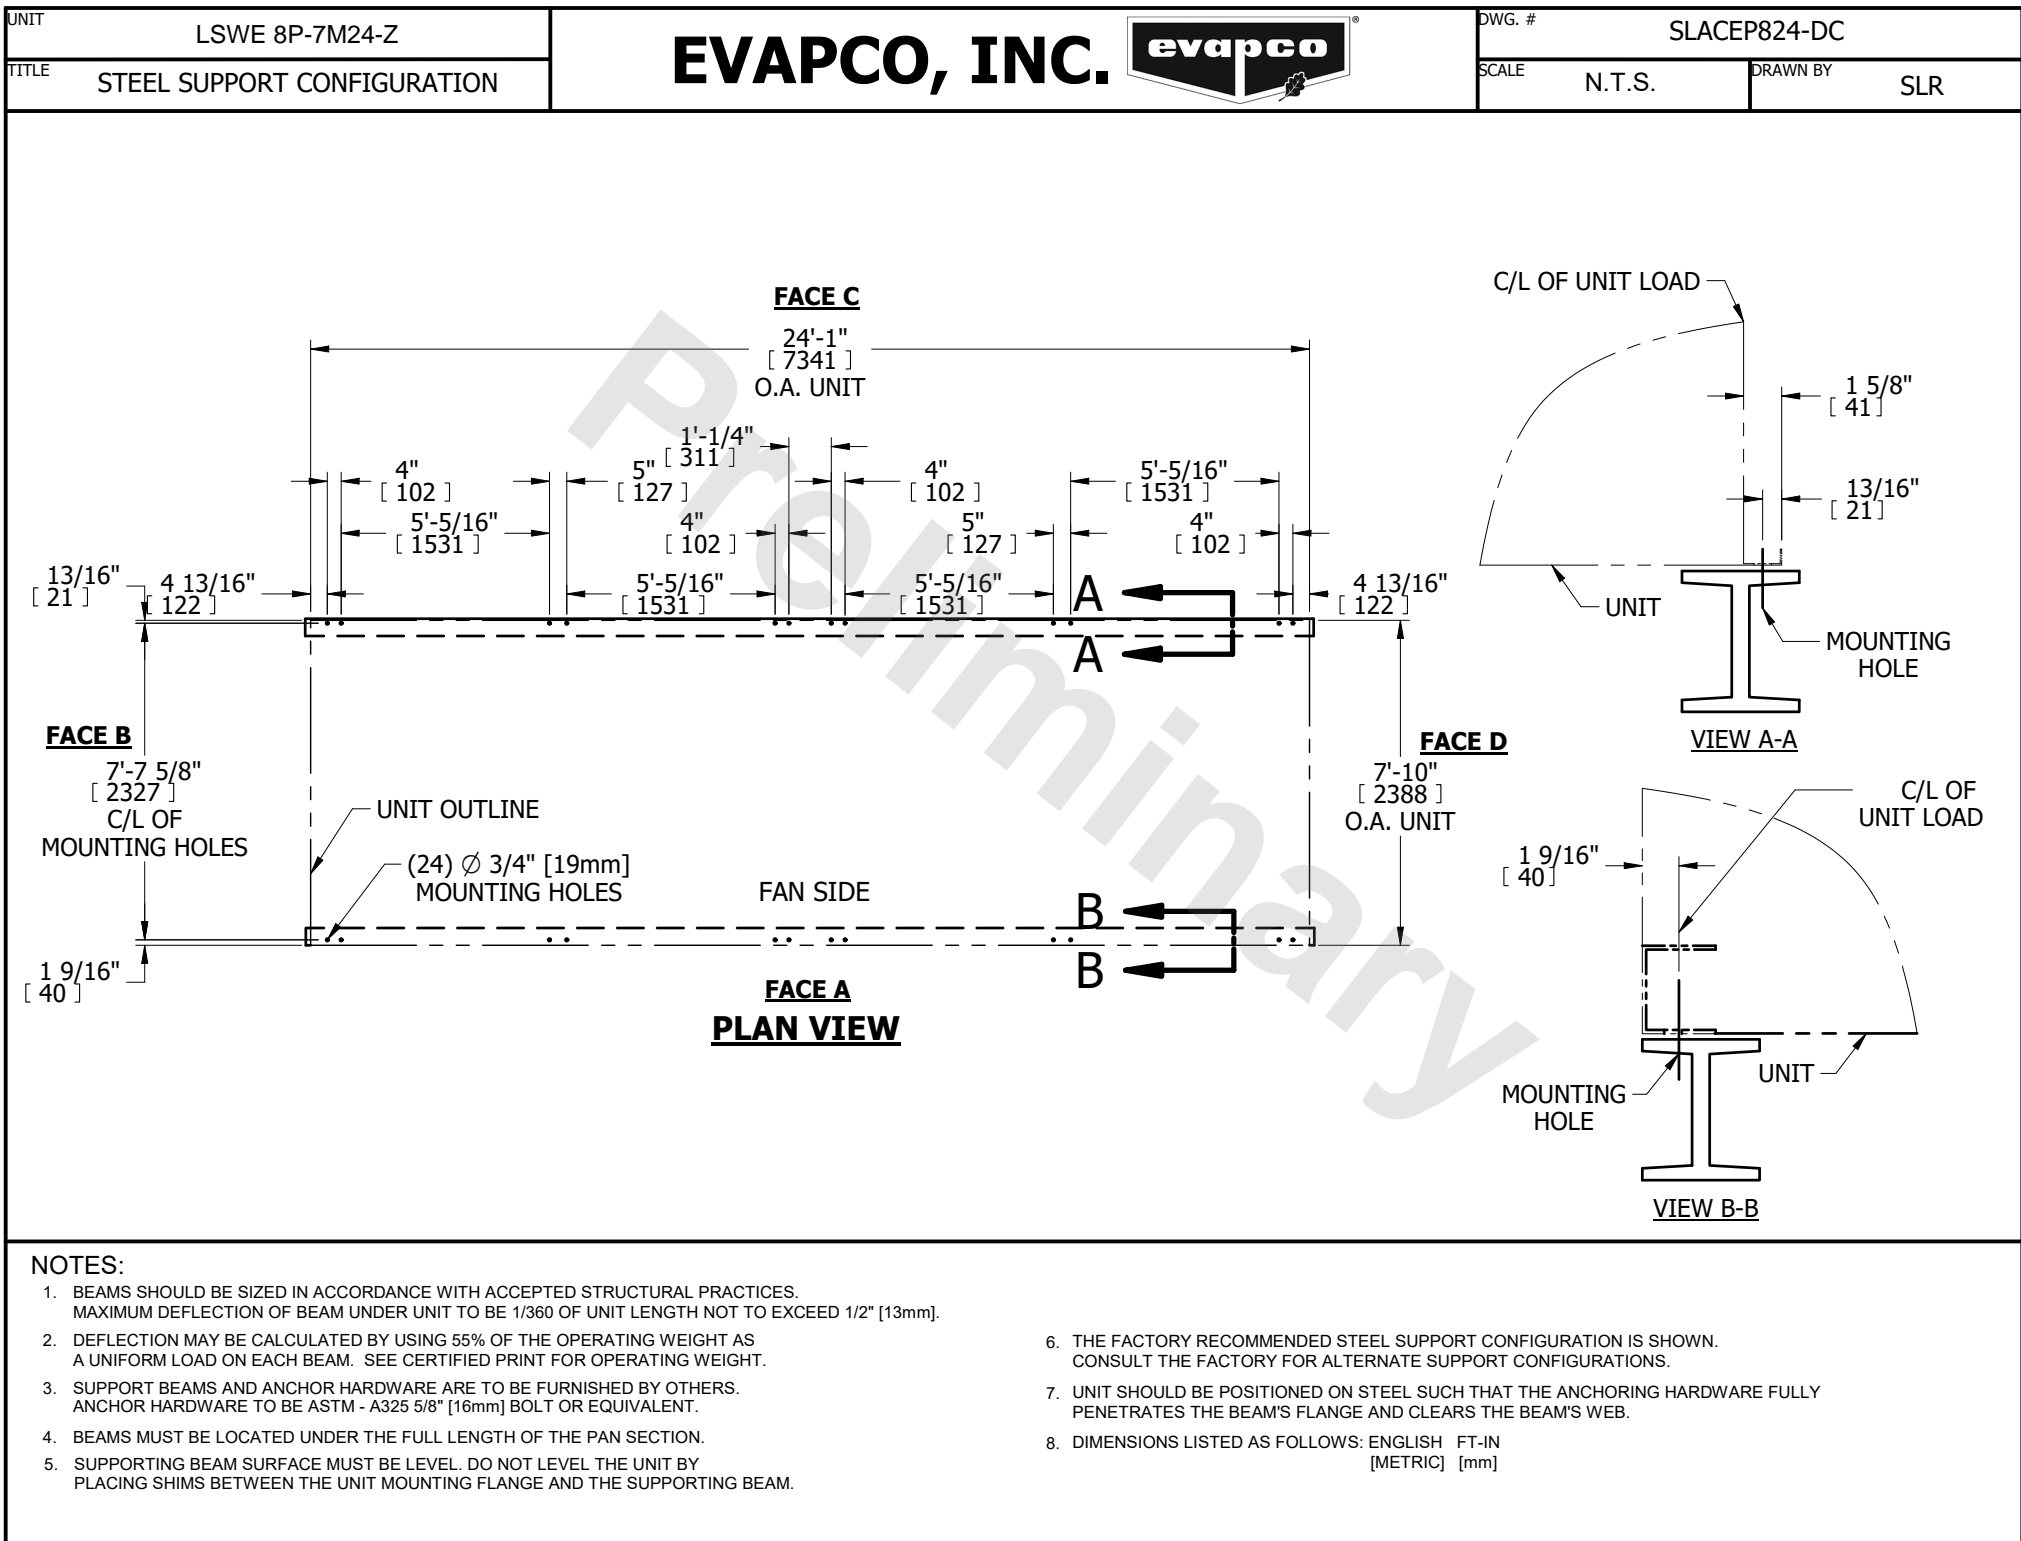 UNIT
LSWE 8P-7M24-Z
TITLE
STEEL SUPPORT CONFIGURATION
EVAPCO, INC.
evapco
®
DWG. #
SLACEP824-DC
SCALE
N.T.S.
DRAWN BY
SLR
Preliminary
FACE C
24'-1"
[ 7341 ]
O.A. UNIT
1'-1/4"
[ 311 ]
4"
[ 102 ]
5"
[ 127 ]
4"
[ 102 ]
5'-5/16"
[ 1531 ]
5'-5/16"
[ 1531 ]
4"
[ 102 ]
5"
[ 127 ]
4"
[ 102 ]
13/16"
[ 21 ]
4 13/16"
[ 122 ]
5'-5/16"
[ 1531 ]
5'-5/16"
[ 1531 ]
4 13/16"
[ 122 ]
A
A
FACE B
7'-7 5/8"
[ 2327 ]
C/L OF
MOUNTING HOLES
UNIT OUTLINE
(24) Ø 3/4" [19mm]
MOUNTING HOLES
FAN SIDE
FACE D
7'-10"
[ 2388 ]
O.A. UNIT
B
B
1 9/16"
[ 40 ]
FACE A
PLAN VIEW
C/L OF UNIT LOAD
1 5/8"
[ 41 ]
13/16"
[ 21 ]
UNIT
MOUNTING
HOLE
VIEW A-A
C/L OF
UNIT LOAD
1 9/16"
[ 40 ]
UNIT
MOUNTING
HOLE
VIEW B-B
NOTES:
1. BEAMS SHOULD BE SIZED IN ACCORDANCE WITH ACCEPTED STRUCTURAL PRACTICES.
MAXIMUM DEFLECTION OF BEAM UNDER UNIT TO BE 1/360 OF UNIT LENGTH NOT TO EXCEED 1/2" [13mm].
2. DEFLECTION MAY BE CALCULATED BY USING 55% OF THE OPERATING WEIGHT AS
A UNIFORM LOAD ON EACH BEAM. SEE CERTIFIED PRINT FOR OPERATING WEIGHT.
3. SUPPORT BEAMS AND ANCHOR HARDWARE ARE TO BE FURNISHED BY OTHERS.
ANCHOR HARDWARE TO BE ASTM - A325 5/8" [16mm] BOLT OR EQUIVALENT.
4. BEAMS MUST BE LOCATED UNDER THE FULL LENGTH OF THE PAN SECTION.
5. SUPPORTING BEAM SURFACE MUST BE LEVEL. DO NOT LEVEL THE UNIT BY
PLACING SHIMS BETWEEN THE UNIT MOUNTING FLANGE AND THE SUPPORTING BEAM.
6. THE FACTORY RECOMMENDED STEEL SUPPORT CONFIGURATION IS SHOWN.
CONSULT THE FACTORY FOR ALTERNATE SUPPORT CONFIGURATIONS.
7. UNIT SHOULD BE POSITIONED ON STEEL SUCH THAT THE ANCHORING HARDWARE FULLY
PENETRATES THE BEAM'S FLANGE AND CLEARS THE BEAM'S WEB.
8. DIMENSIONS LISTED AS FOLLOWS: ENGLISH FT-IN
[METRIC] [mm]